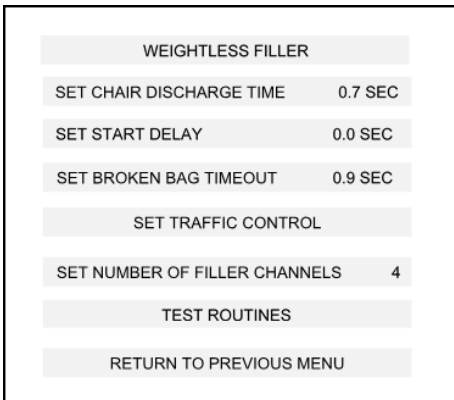 WEIGHTLESS FILLER
SET CHAIR DISCHARGE TIME 0.7 SEC
SET START DELAY 0.0 SEC
SET BROKEN BAG TIMEOUT 0.9 SEC
SET TRAFFIC CONTROL
SET NUMBER OF FILLER CHANNELS 4
TEST ROUTINES
RETURN TO PREVIOUS MENU